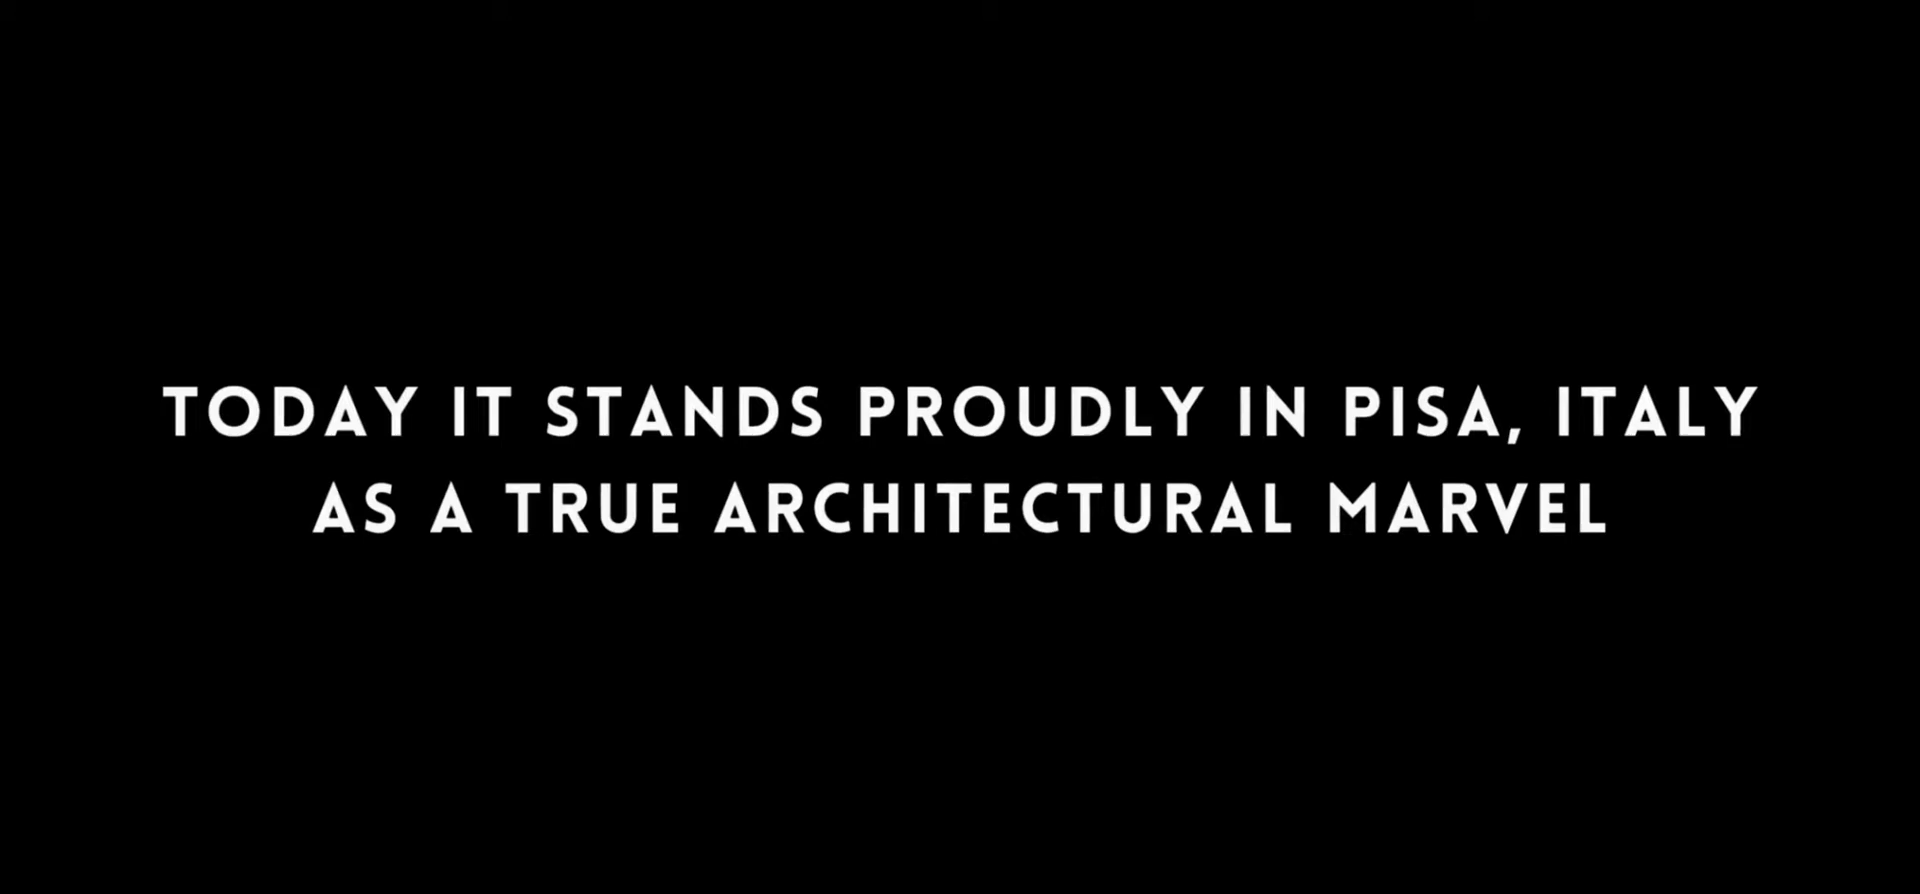 TODAY IT STANDS PROUDLY IN PISA, ITALY
AS A TRUE ARCHITECTURAL MARVEL